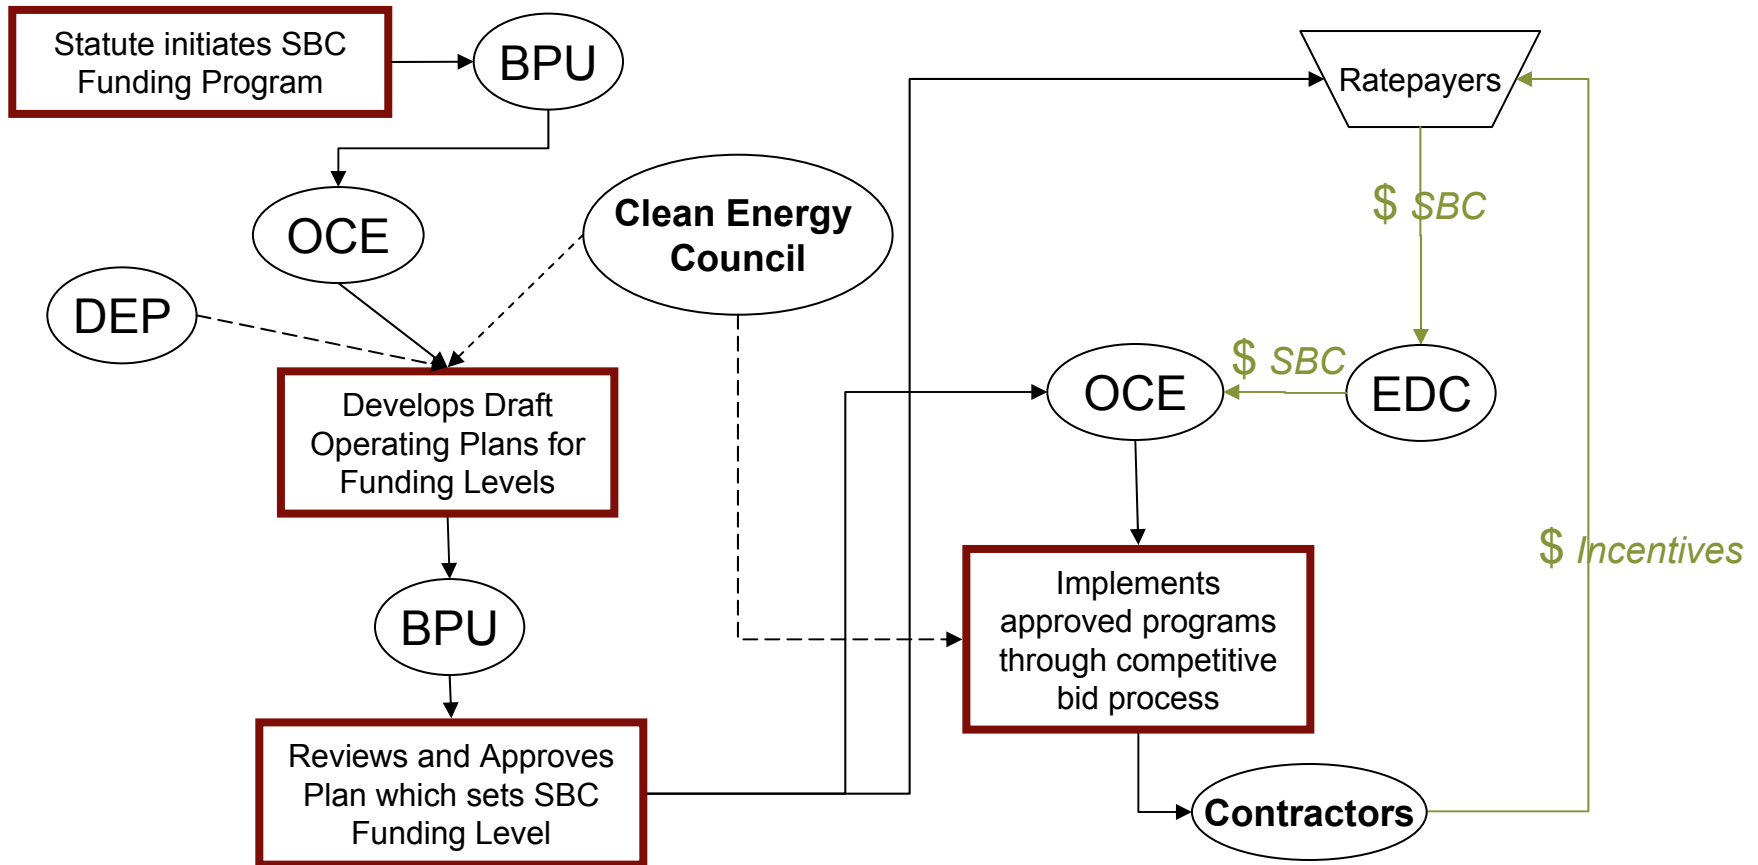 Statute initiates SBC
Funding Program
BPU
Ratepayers
OCE
Clean Energy
Council
$ SBC
DEP
$ SBC
OCE
EDC
Develops Draft
Operating Plans for
Funding Levels
$ Incentives
BPU
Implements
approved programs
through competitive
bid process
Reviews and Approves
Plan which sets SBC
Funding Level
Contractors